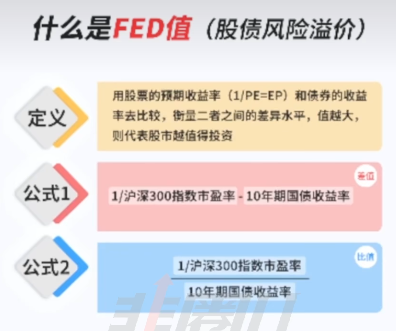 什么是FED值（股债风险溢价）
定义
用股票的预期收益率（1/PE=EP）和债券的收益
率去比较，衡量二者之间的差异水平，值越大，
则代表股市越值得投资
公式1
差值
1/沪深300指数市盈率 - 10年期国债收益率
公式2
比值
1/沪深300指数市盈率
10年期国债收益率